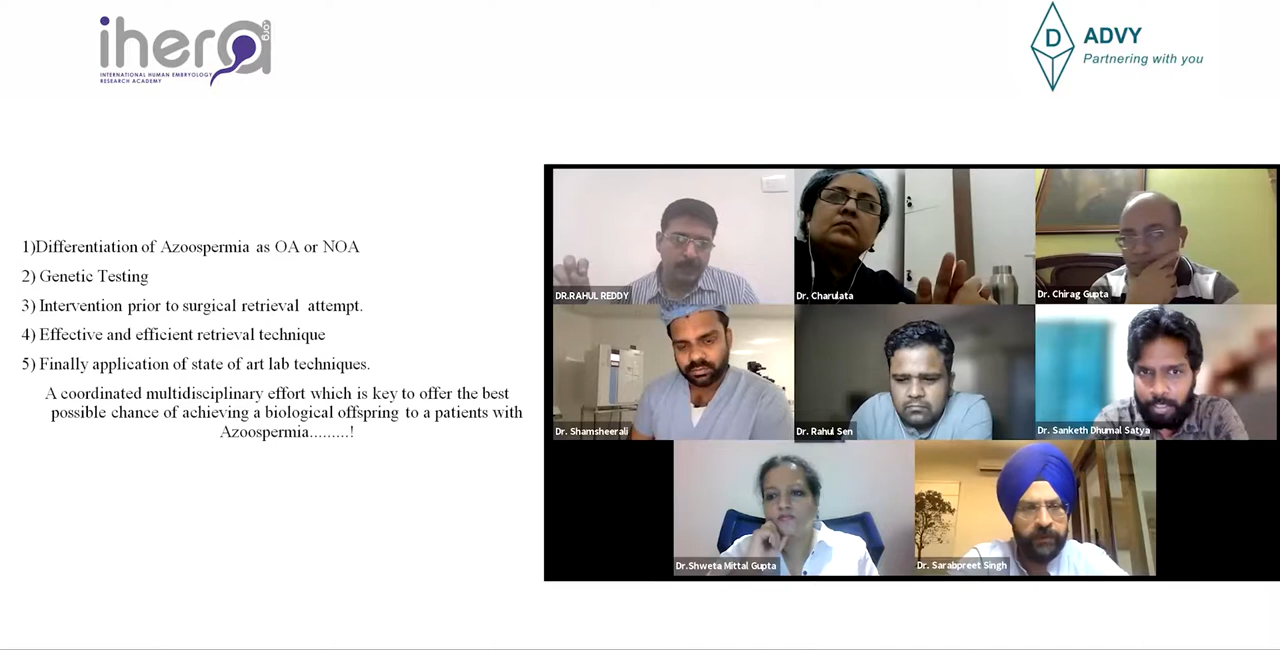 ihera
.org
INTERNATIONAL HUMAN EMBRYOLOGY
RESEARCH ACADEMY
D
ADVY
Partnering with you
1)Differentiation of Azoospermia as OA or NOA
2) Genetic Testing
3) Intervention prior to surgical retrieval attempt.
4) Effective and efficient retrieval technique
5) Finally application of state of art lab techniques.
A coordinated multidisciplinary effort which is key to offer the best
possible chance of achieving a biological offspring to a patients with
Azoospermia.........!
DR.RAHUL REDDY
Dr. Charulata
Dr. Chirag Gupta
Dr. Shamsheerali
Dr. Rahul Sen
Dr. Sanketh Dhumal Satya
Dr.Shweta Mittal Gupta
Dr. Sarabpreet Singh